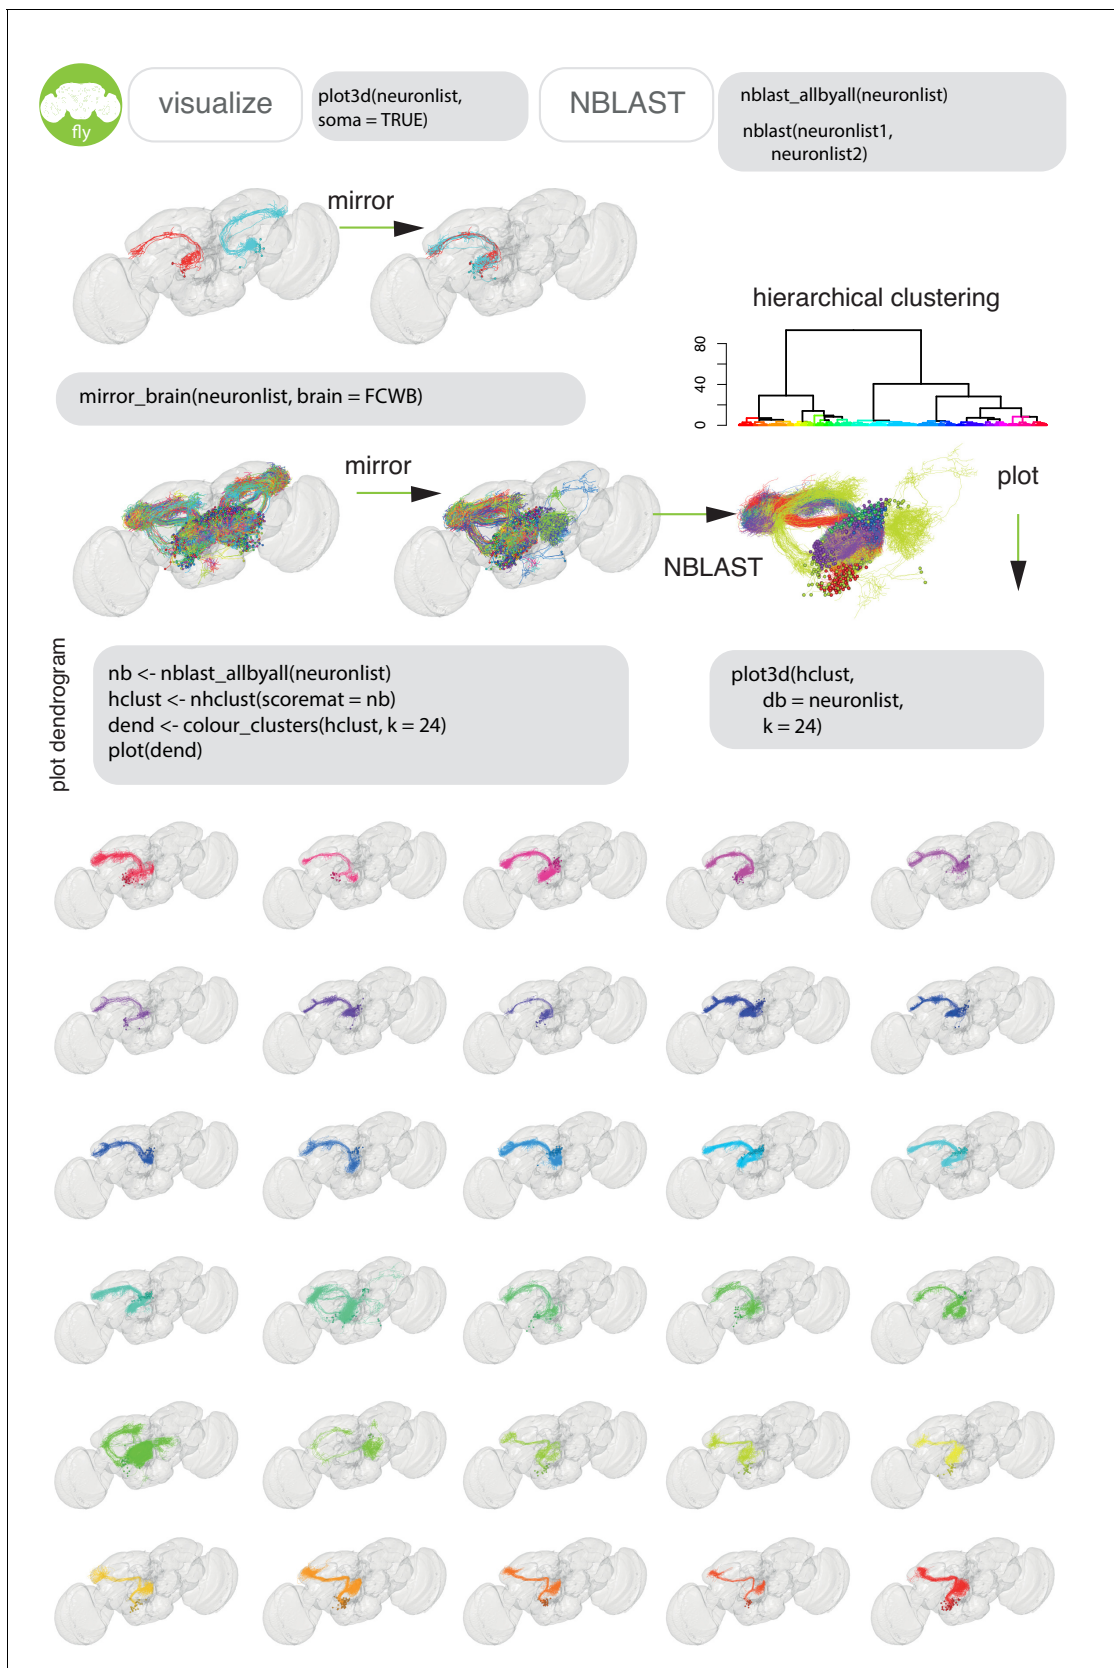 fly
visualize
plot3d(neuronlist,
soma = TRUE)
NBLAST
nblast_allbyall(neuronlist)
nblast(neuronlist1,
neuronlist2)
mirror
mirror_brain(neuronlist, brain = FCWB)
hierarchical clustering
80
40
0
mirror
NBLAST
plot
plot dendrogram
nb <- nblast_allbyall(neuronlist)
hclust <- nhclust(scoremat = nb)
dend <- colour_clusters(hclust, k = 24)
plot(dend)
plot3d(hclust,
db = neuronlist,
k = 24)